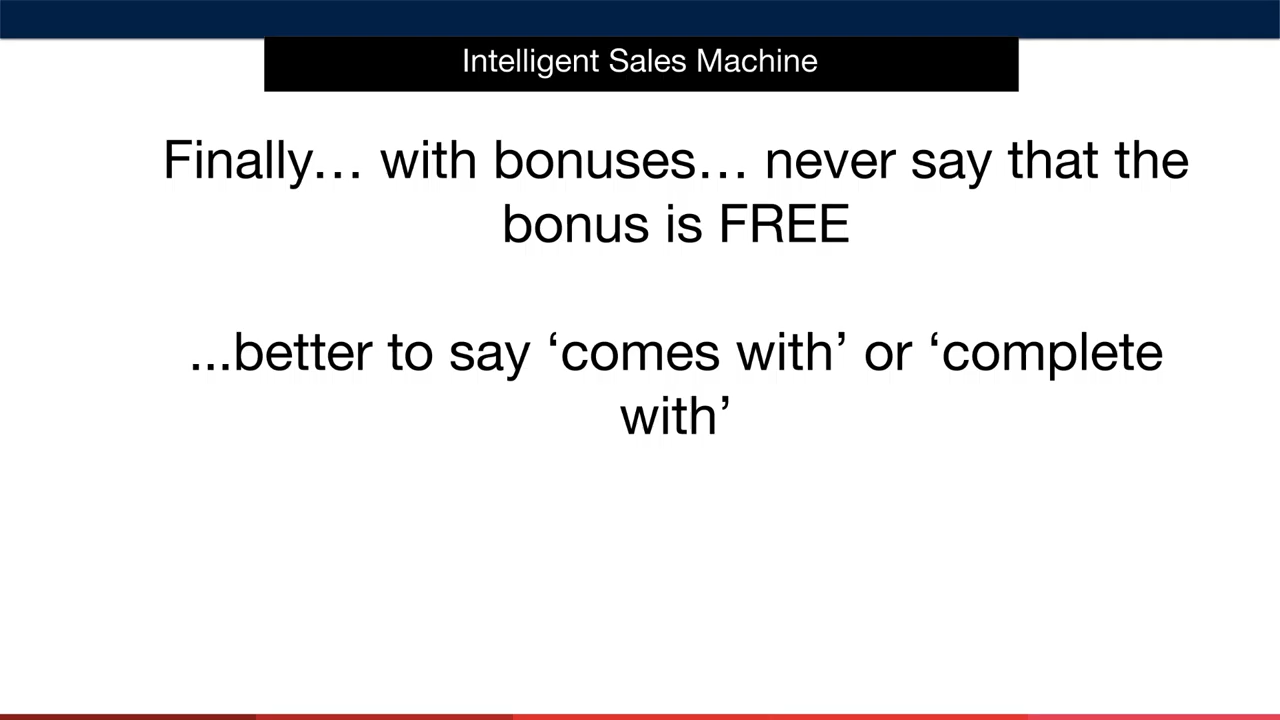 Intelligent Sales Machine
Finally… with bonuses… never say that the
bonus is FREE
...better to say ‘comes with’ or ‘complete
with’